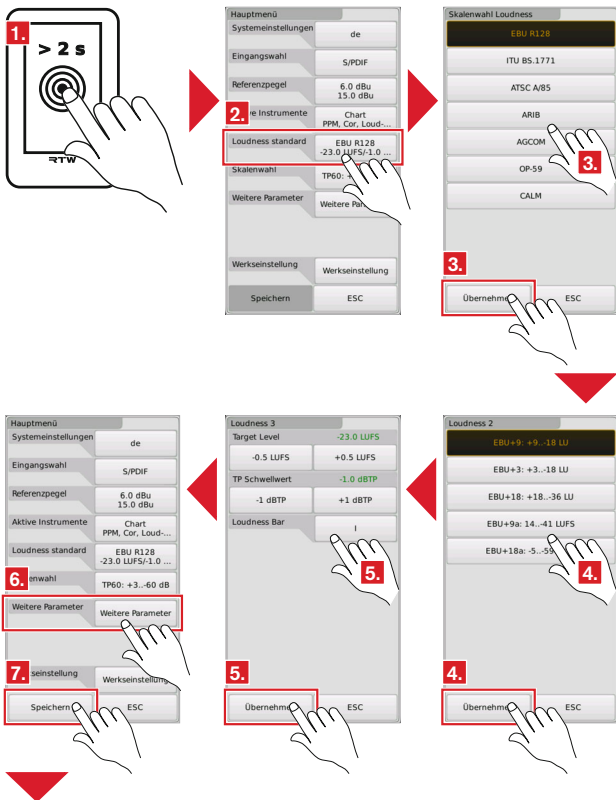 1.
> 2 s
RTW
Hauptmenü
Systemeinstellungen
de
Eingangswahl
S/PDIF
Referenzpegel
6.0 dBu
15.0 dBu
2.
Chart
PPM, Cor, Loud-...
Loudness standard
EBU R128
-23.0 LUFS/-1.0 ...
Skalenwahl
TP60:
Weitere Parameter
Weitere
Werkseinstellung
Werkseinstellung
Speichern
ESC
Skalenwahl Loudness
EBU R128
ITU BS.1771
ATSC A/85
ARIB
AGCOM
3.
OP-59
CALM
3.
Übernehme
ESC
Hauptmenü
Systemeinstellungen
de
Eingangswahl
S/PDIF
Referenzpegel
6.0 dBu
15.0 dBu
Aktive Instrumente
Chart
PPM, Cor, Loud-...
Loudness standard
EBU R128
-23.0 LUFS/-1.0 ...
6.
enwahl
TP60: +3..-60 dB
Weitere Parameter
Weitere Parameter
7.
seinstellung
Werkseinstellung
Speichern
ESC
Loudness 3
Target Level
-23.0 LUFS
-0.5 LUFS
+0.5 LUFS
TP Schwellwert
-1.0 dBTP
-1 dBTP
+1 dBTP
Loudness Bar
I
5.
5.
Übernehme
ESC
Loudness 2
EBU+9: +9..-18 LU
EBU+3: +3..-18 LU
EBU+18: +18..-36 LU
EBU+9a: 14..-41 LUFS
EBU+18a: -5..-59
4.
4.
Übernehme
ESC